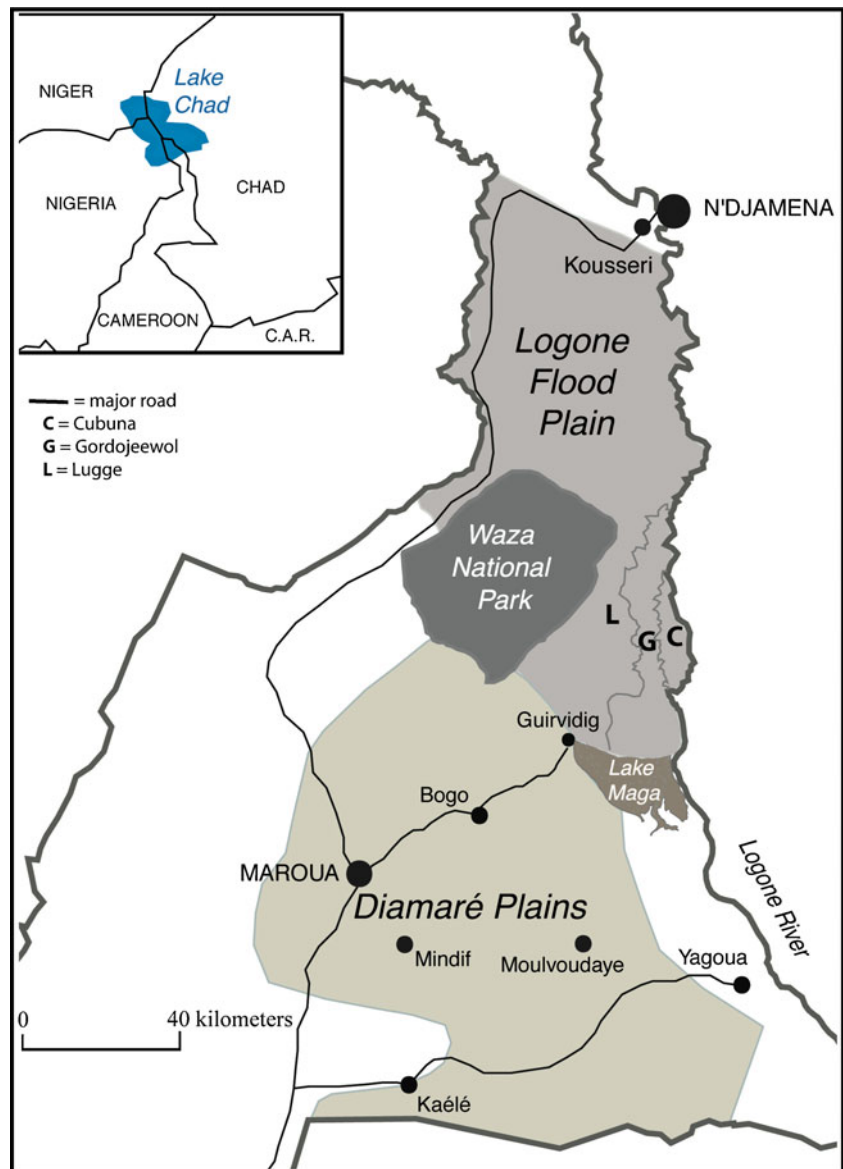 NIGER
Lake
Chad
NIGERIA
CHAD
CAMEROON
C.A.R.
= major road
C = Cubuna
G = Gordojeewol
L = Lugge
N'DJAMENA
Kousseri
Logone
Flood
Plain
Waza
National
Park
L
G
C
Guirvidig
Lake
Maga
Bogo
MAROUA
Logone River
Diamaré Plains
Mindif
Moulvoudaye
Yagoua
0
40 kilometers
Kaélé